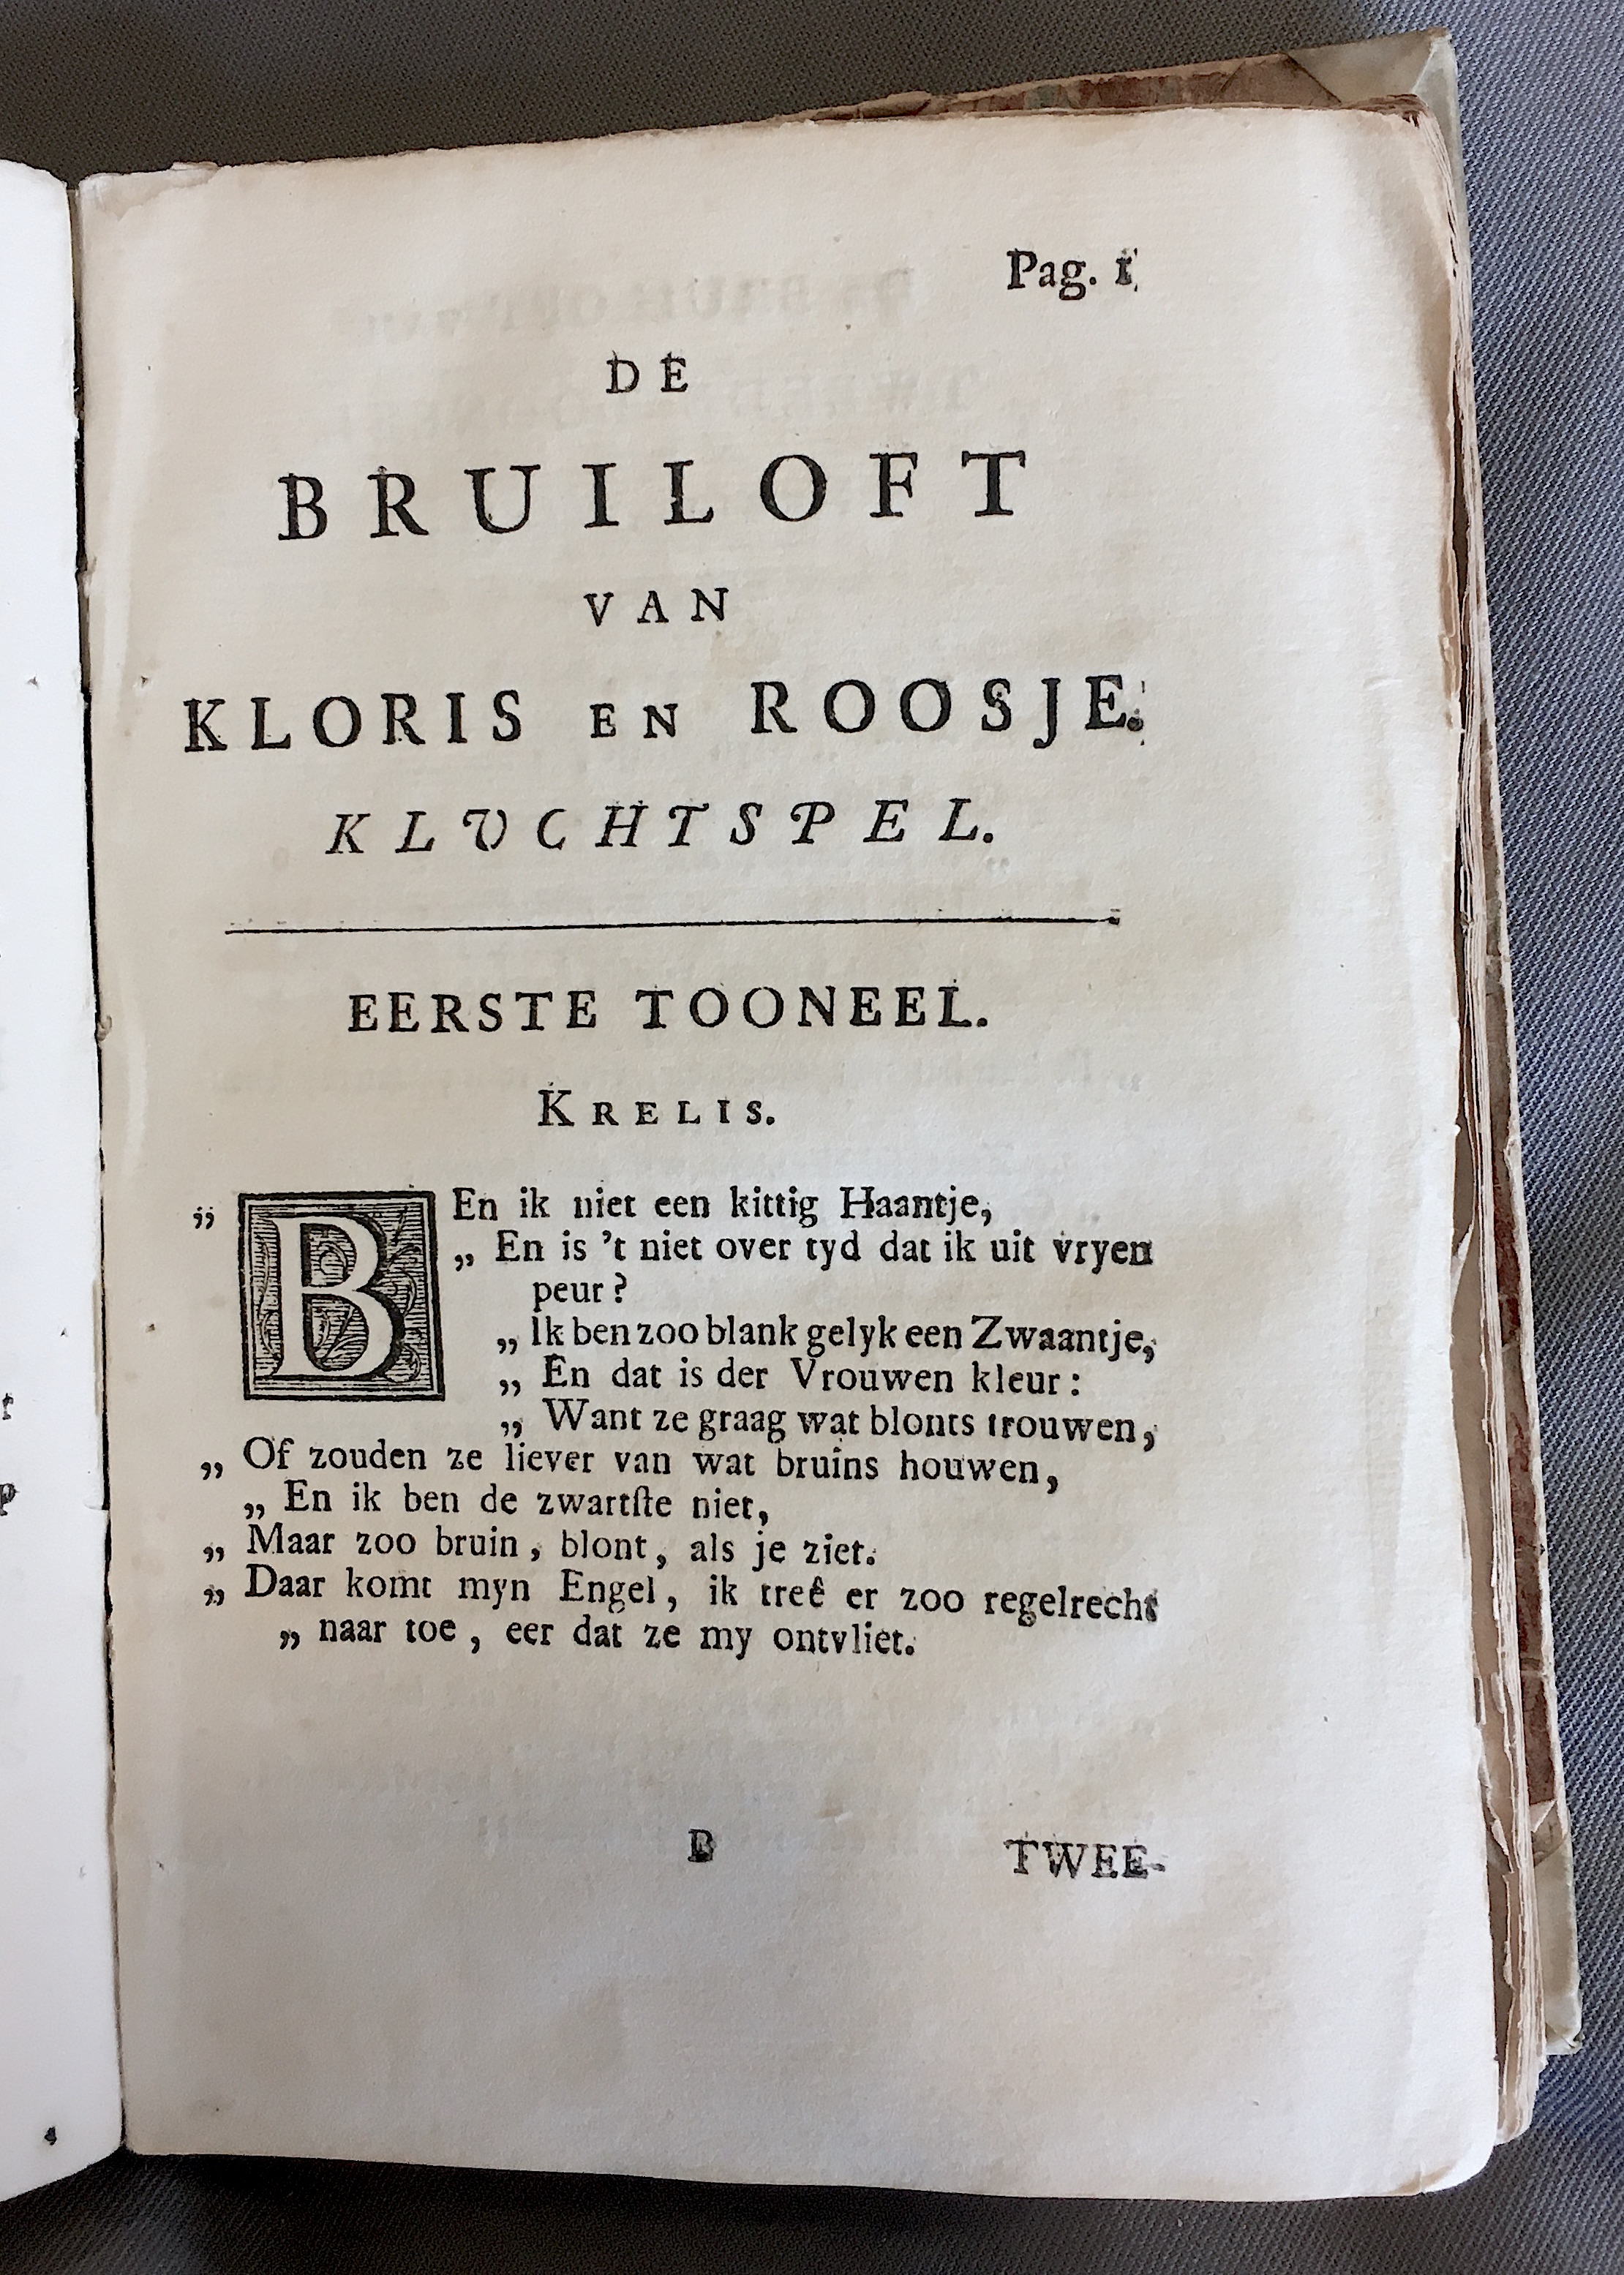 Pag. 1
DE
BRUILOFT
VAN
KLORIS EN ROOSJE.
KLUCHTSPEL.
EERSTE TOONEEL.
KRELIS.
„ BEn ik niet een kittig Haantje,
„ En is 't niet over tyd dat ik uit vryen
peur?
„ Ik ben zoo blank gelyk een Zwaantje,
„ En dat is der Vrouwen kleur:
„ Want ze graag wat blonts trouwen,
„ Of zouden ze liever van wat bruins houwen,
„ En ik ben de zwartſte niet,
„ Maar zoo bruin, blont, als je ziet.
„ Daar komt myn Engel, ik treê er zoo regelrecht
„ naar toe, eer dat ze my ontvliet.
B TWEE-